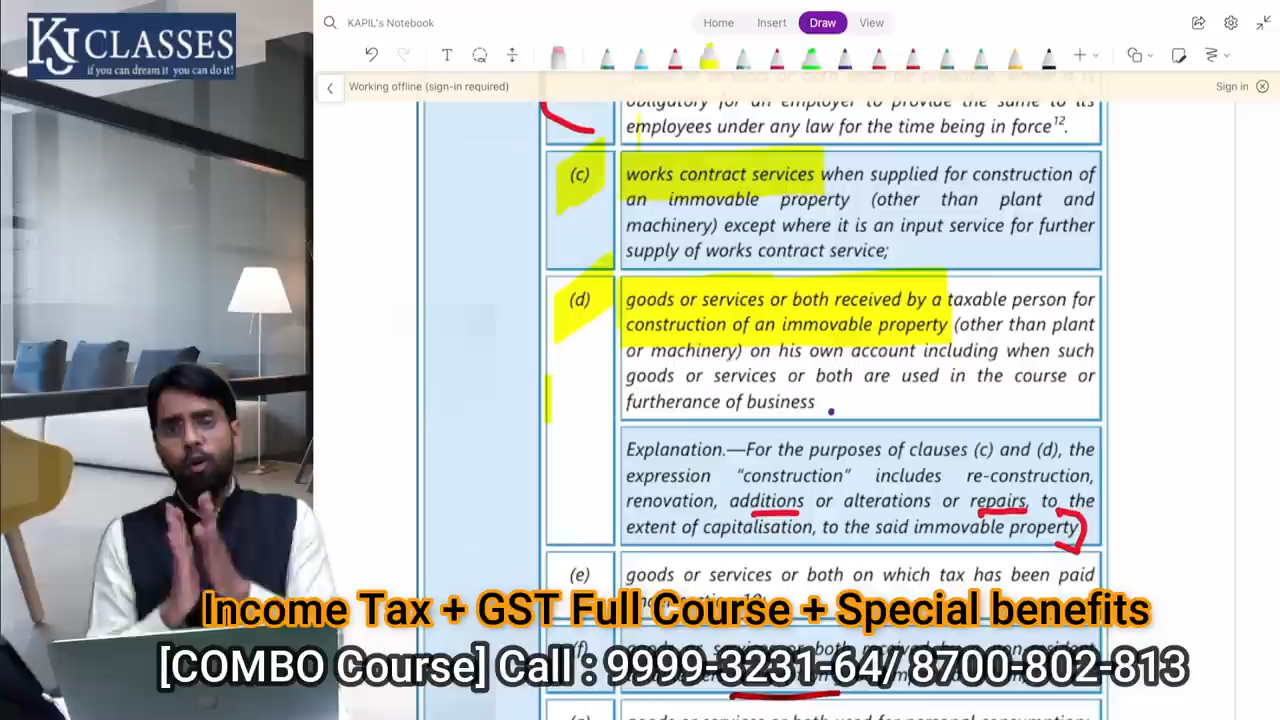 KJ CLASSES
if you can dream it you can do it!
KAPIL's Notebook
Home Insert Draw View
Working offline (sign-in required)
Sign in
obligatory for an employer to provide the same to its
employees under any law for the time being in force12.
(c)
works contract services when supplied for construction of
an immovable property (other than plant and
machinery) except where it is an input service for further
supply of works contract service;
(d)
goods or services or both received by a taxable person for
construction of an immovable property (other than plant
or machinery) on his own account including when such
goods or services or both are used in the course or
furtherance of business
Explanation.—For the purposes of clauses (c) and (d), the
expression "construction" includes re-construction,
renovation, additions or alterations or repairs, to the
extent of capitalisation, to the said immovable property
(e)
goods or services or both on which tax has been paid
Income Tax + GST Full Course + Special benefits
(f)
[COMBO Course] Call : 9999-3231-64/ 8700-802-813
goods or services or both used for personal consumption;